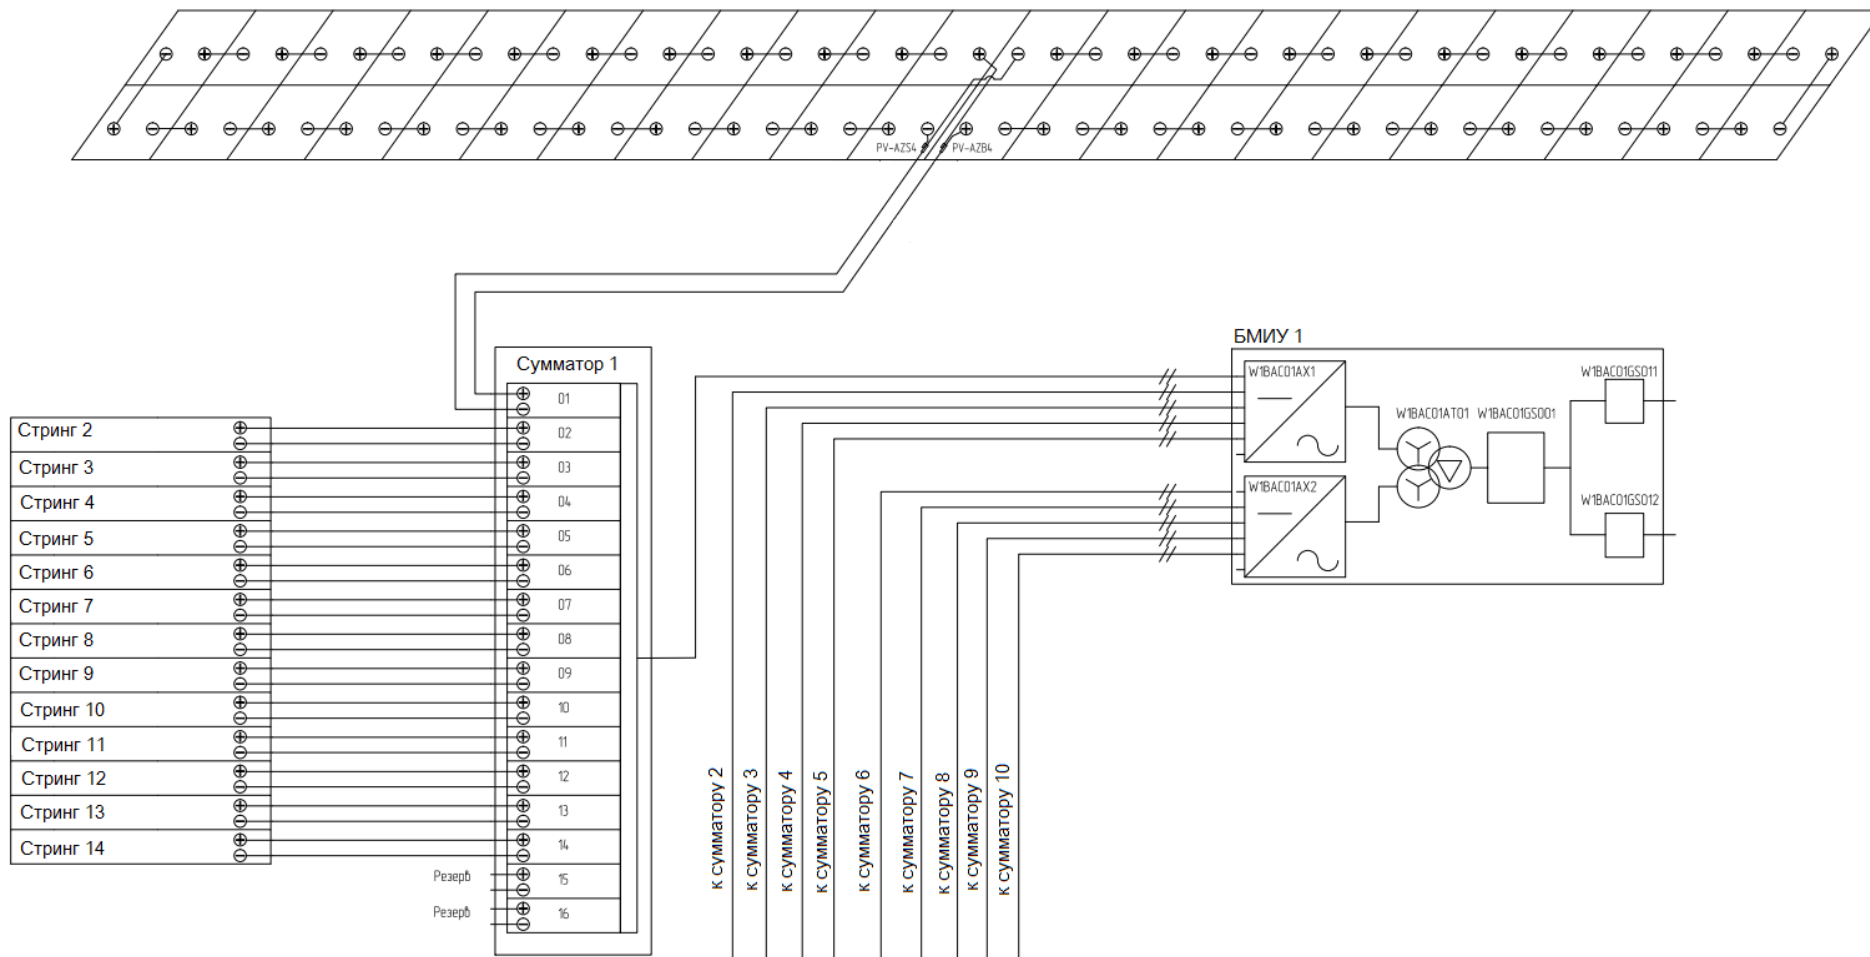 PV-AZS4
PV-AZB4
Сумматор 1
01
02
03
04
05
06
07
08
09
10
11
12
13
14
15
16
Стринг 2
Стринг 3
Стринг 4
Стринг 5
Стринг 6
Стринг 7
Стринг 8
Стринг 9
Стринг 10
Стринг 11
Стринг 12
Стринг 13
Стринг 14
Резерв
Резерв
к сумматору 2
к сумматору 3
к сумматору 4
к сумматору 5
к сумматору 6
к сумматору 7
к сумматору 8
к сумматору 9
к сумматору 10
БМИУ 1
W1BAC01AX1
W1BAC01AX2
W1BAC01AT01
W1BAC01GS001
W1BAC01GS011
W1BAC01GS012